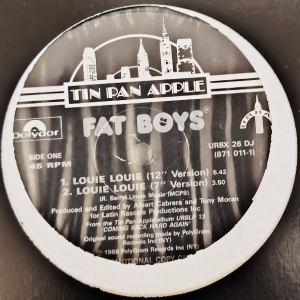 TIN PAN APPLE
FAT BOYS
polydor
URBX 26 DJ
(871 011-1)
SIDE ONE
45 RPM
1. LOUIE LOUIE (12" Version) 5.42
2. LOUIE LOUIE (7" Version) 3.50
(R. Berry) Limax Music (MCPS)
Produced and Edited by Albert Cabrera and Tony Moran
for Latin Rascals Productions Inc
From the Tin Pan Apple album URBLP 13
"COMING BACK HARD AGAIN"
Original sound recording made by PolyGram
Records Inc (NY)
1988 PolyGram Records Inc (NY)